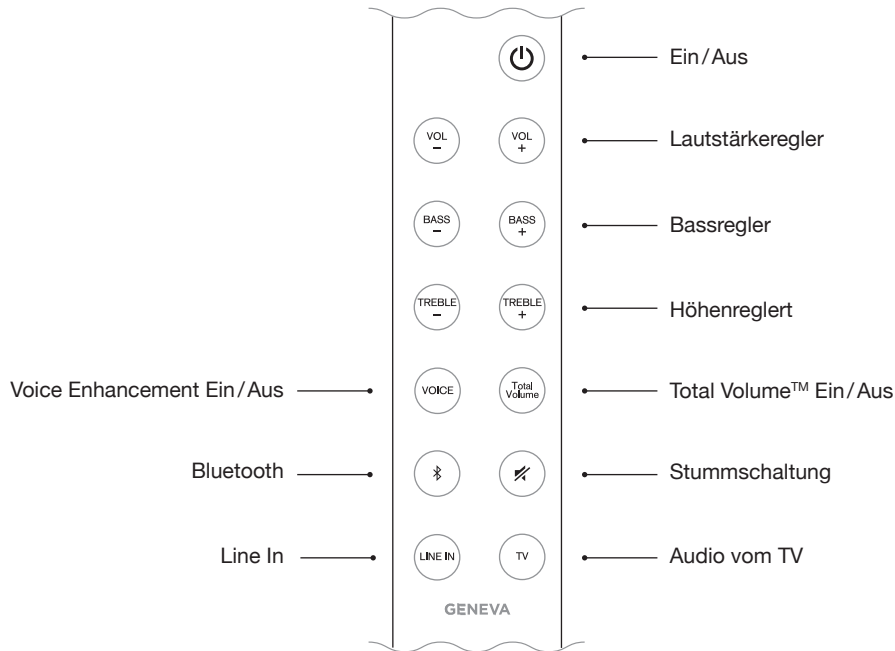 Ein/Aus
VOL
–
VOL
+
Lautstärkeregler
BASS
–
BASS
+
Bassregler
TREBLE
–
TREBLE
+
Höhenreglert
Voice Enhancement Ein/Aus
VOICE
Total
Volume
Total Volume™ Ein/Aus
Bluetooth
Stummschaltung
Line In
LINE IN
TV
Audio vom TV
GENEVA